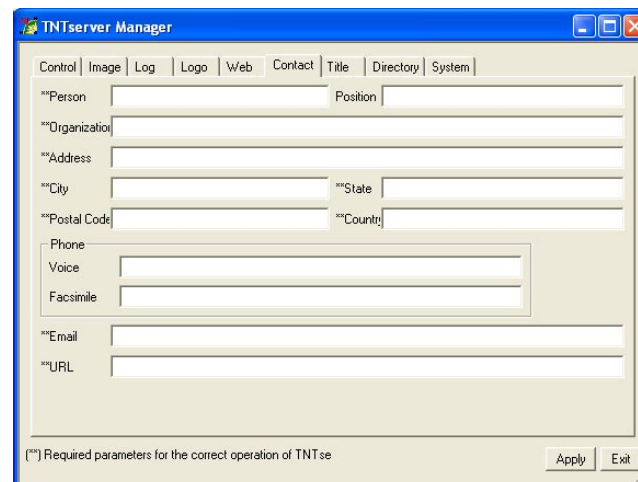 TNTserver Manager
Control Image Log Logo Web Contact Title Directory System
**Person Position
**Organization
**Address
**City **State
**Postal Code **Country
Phone
Voice
Facsimile
**Email
**URL
(**) Required parameters for the correct operation of TNTse
Apply Exit